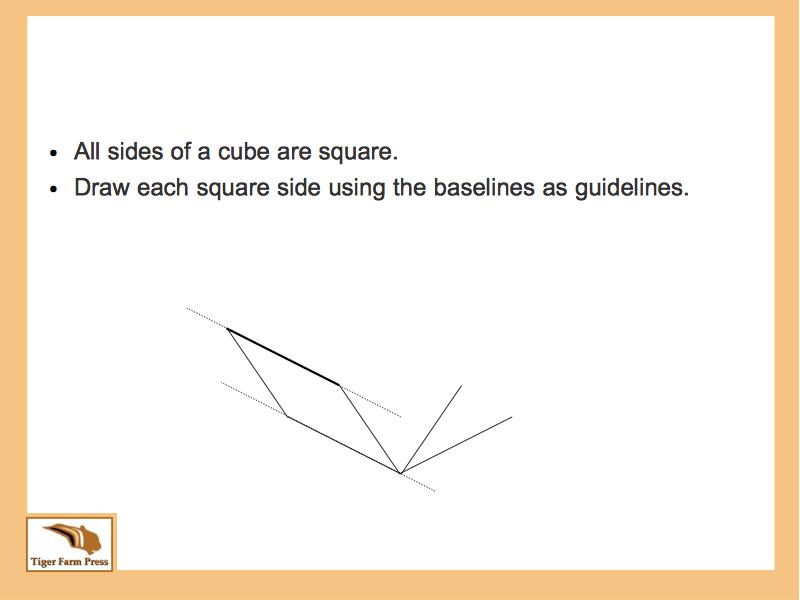 • All sides of a cube are square.
• Draw each square side using the baselines as guidelines.
Tiger Farm Press